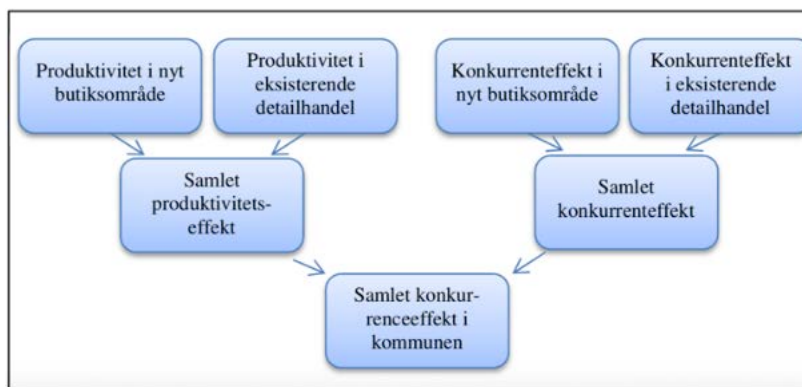 Produktivitet i nyt
butiksområde
Produktivitet i
eksisterende
detailhandel
Konkurrenteffekt i
nyt butiksområde
Konkurrenteffekt
i eksisterende
detailhandel
Samlet
produktivitets-
effekt
Samlet
konkurrenteffekt
Samlet konkur-
renceeffekt i
kommunen